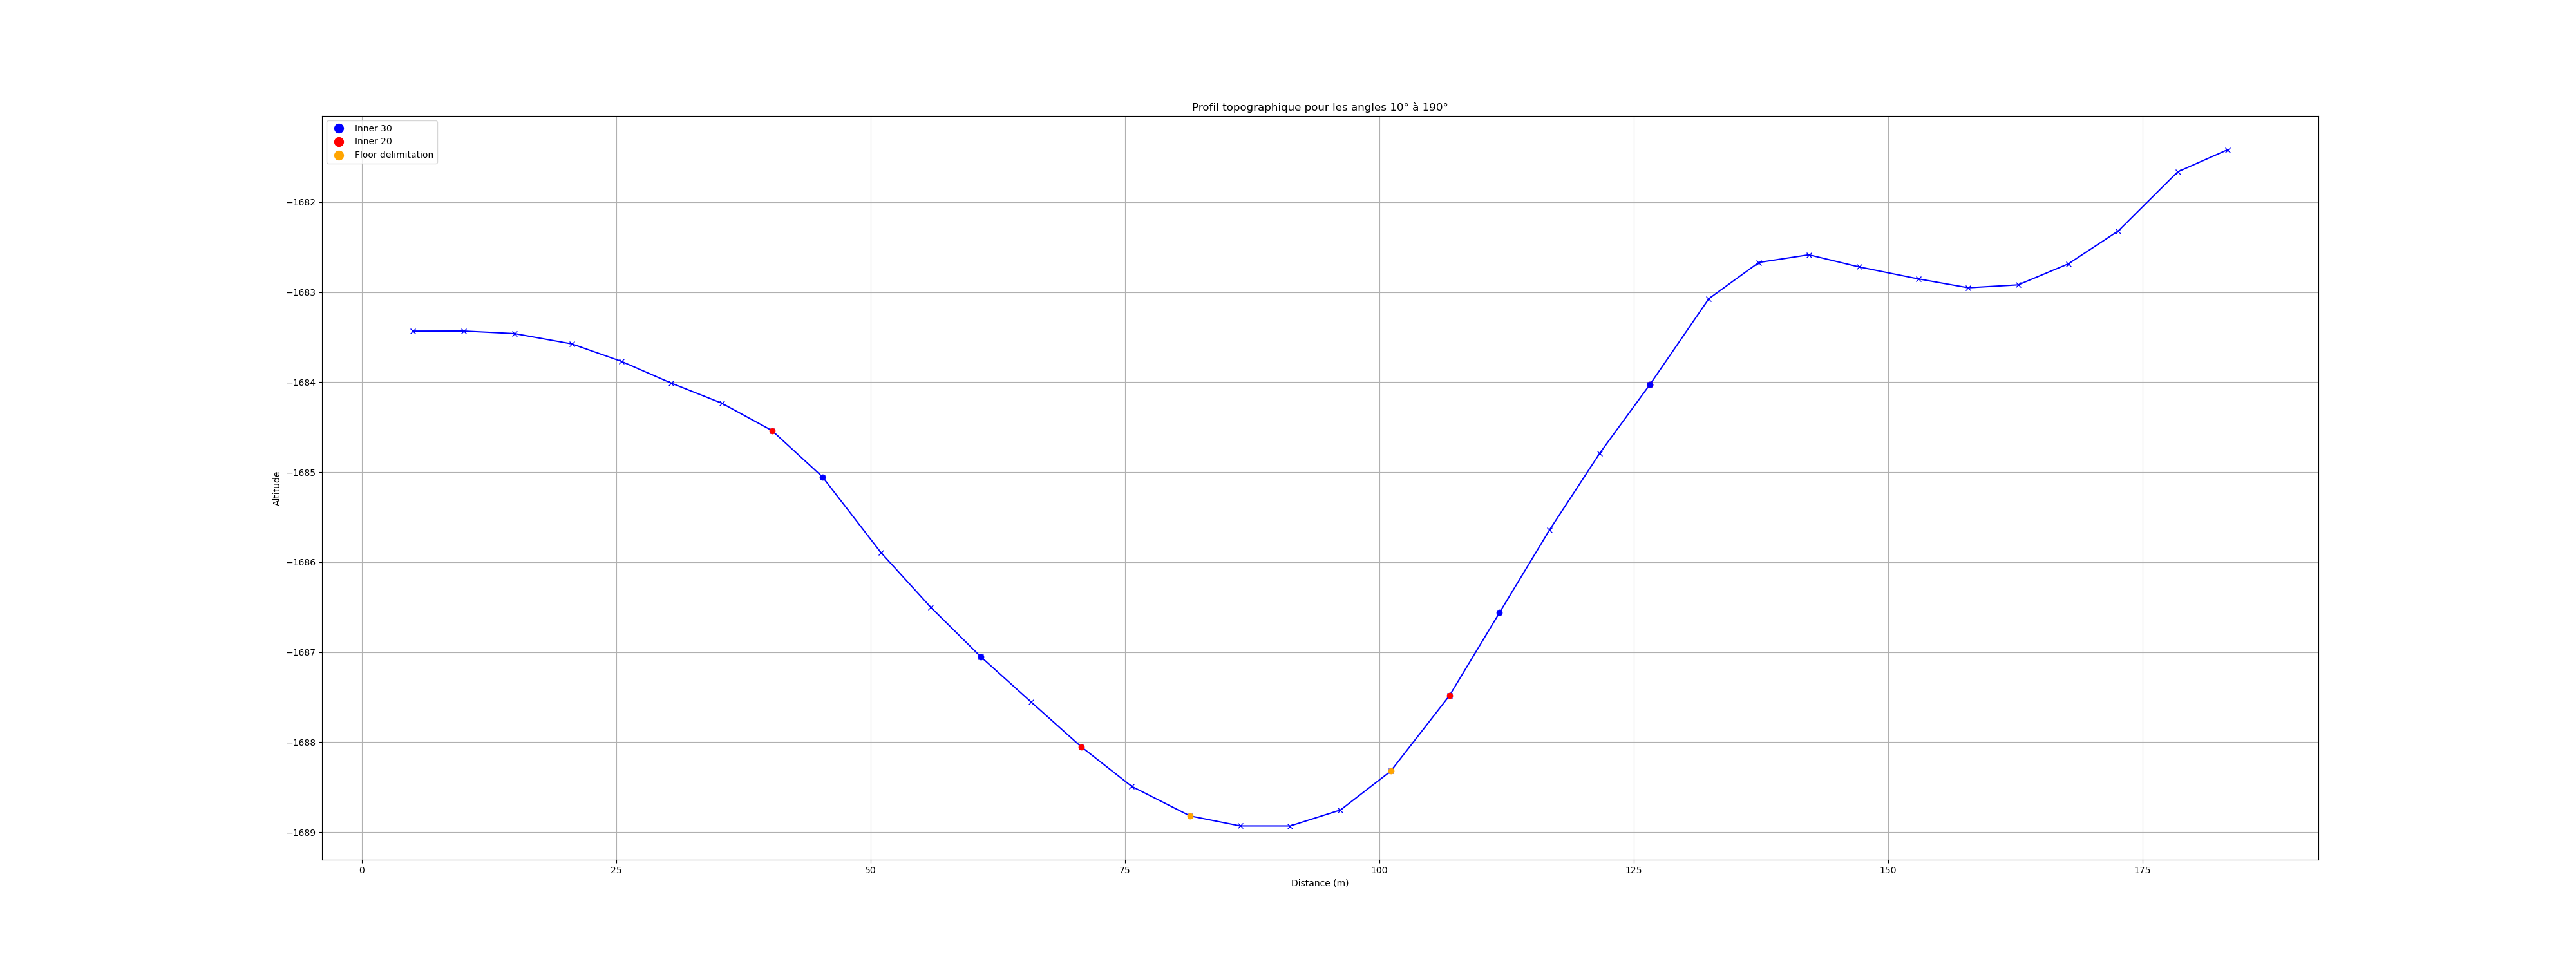 Profil topographique pour les angles 10° à 190°
Inner 30
Inner 20
Floor delimitation
−1682
−1683
−1684
−1685
−1686
−1687
−1688
−1689
Altitude
0 25 50 75 100 125 150 175
Distance (m)